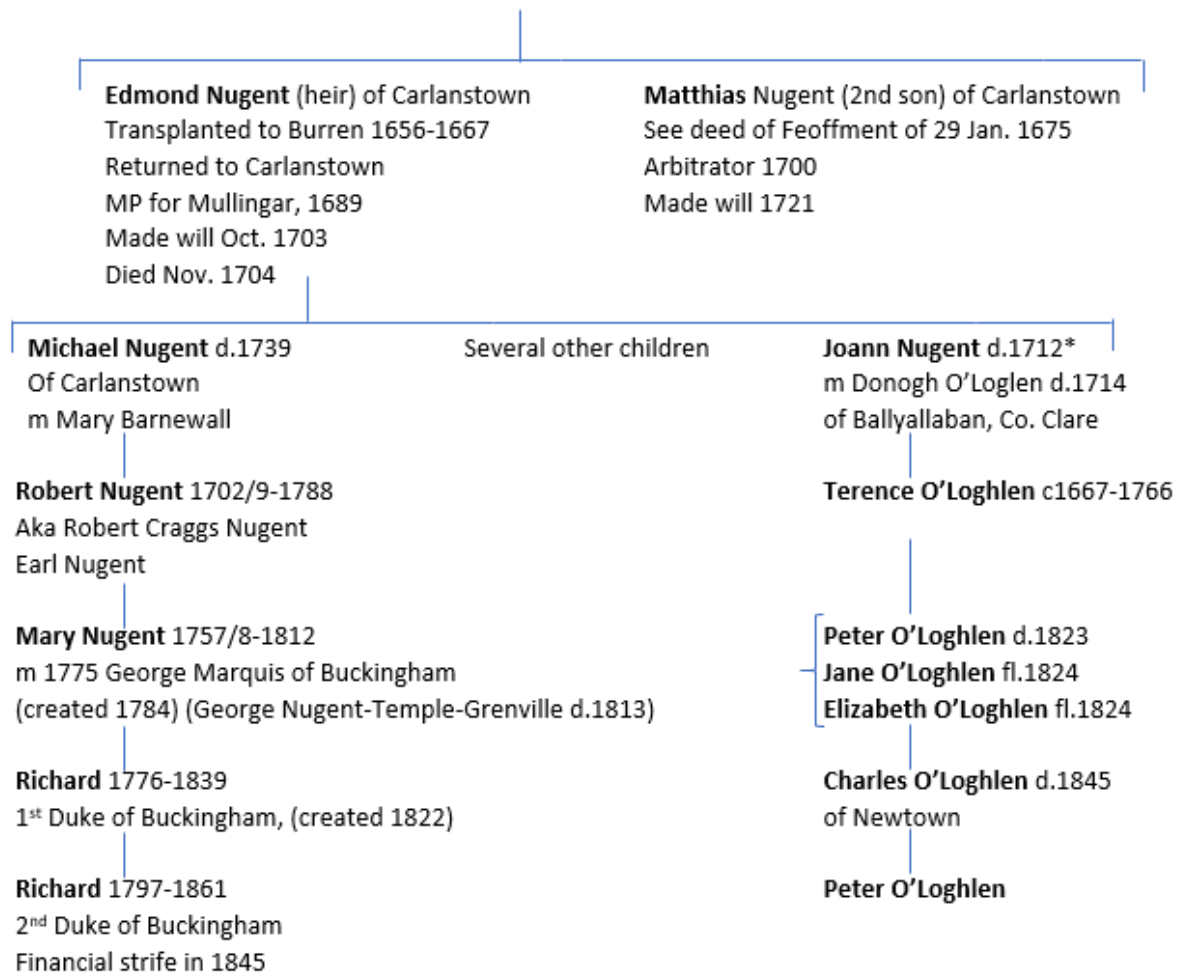 Edmond Nugent (heir) of Carlanstown
Transplanted to Burren 1656-1667
Returned to Carlanstown
MP for Mullingar, 1689
Made will Oct. 1703
Died Nov. 1704
Matthias Nugent (2nd son) of Carlanstown
See deed of Feoffment of 29 Jan. 1675
Arbitrator 1700
Made will 1721
Michael Nugent d.1739
Of Carlanstown
m Mary Barnewall
Several other children
Joann Nugent d.1712*
m Donogh O’Loglen d.1714
of Ballyallaban, Co. Clare
Robert Nugent 1702/9-1788
Aka Robert Craggs Nugent
Earl Nugent
Terence O’Loghlen c1667-1766
Mary Nugent 1757/8-1812
m 1775 George Marquis of Buckingham
(created 1784) (George Nugent-Temple-Grenville d.1813)
Peter O’Loghlen d.1823
Jane O’Loghlen fl.1824
Elizabeth O’Loghlen fl.1824
Richard 1776-1839
1st Duke of Buckingham, (created 1822)
Charles O’Loghlen d.1845
of Newtown
Richard 1797-1861
2nd Duke of Buckingham
Financial strife in 1845
Peter O’Loghlen